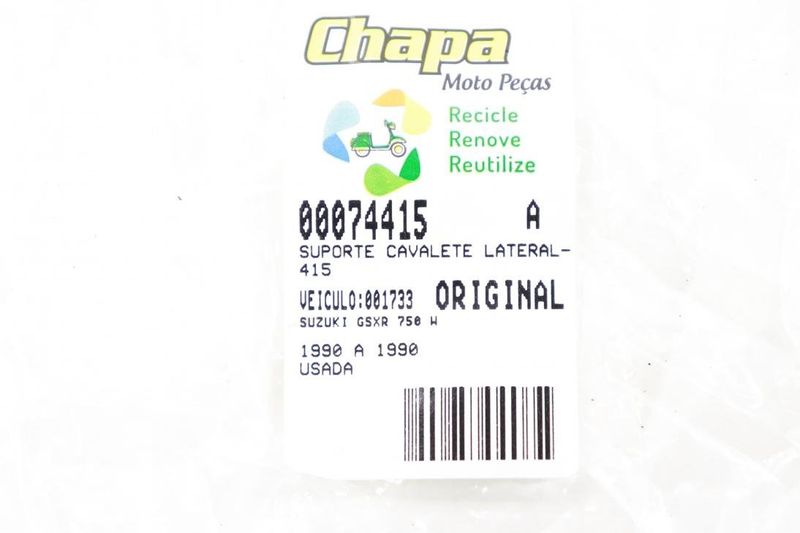 Chapa
Moto Peças
Recicle
Renove
Reutilize
00074415 A
SUPORTE CAVALETE LATERAL-
415
VEICULO:001733 ORIGINAL
SUZUKI GSXR 750 W
1990 A 1990
USADA